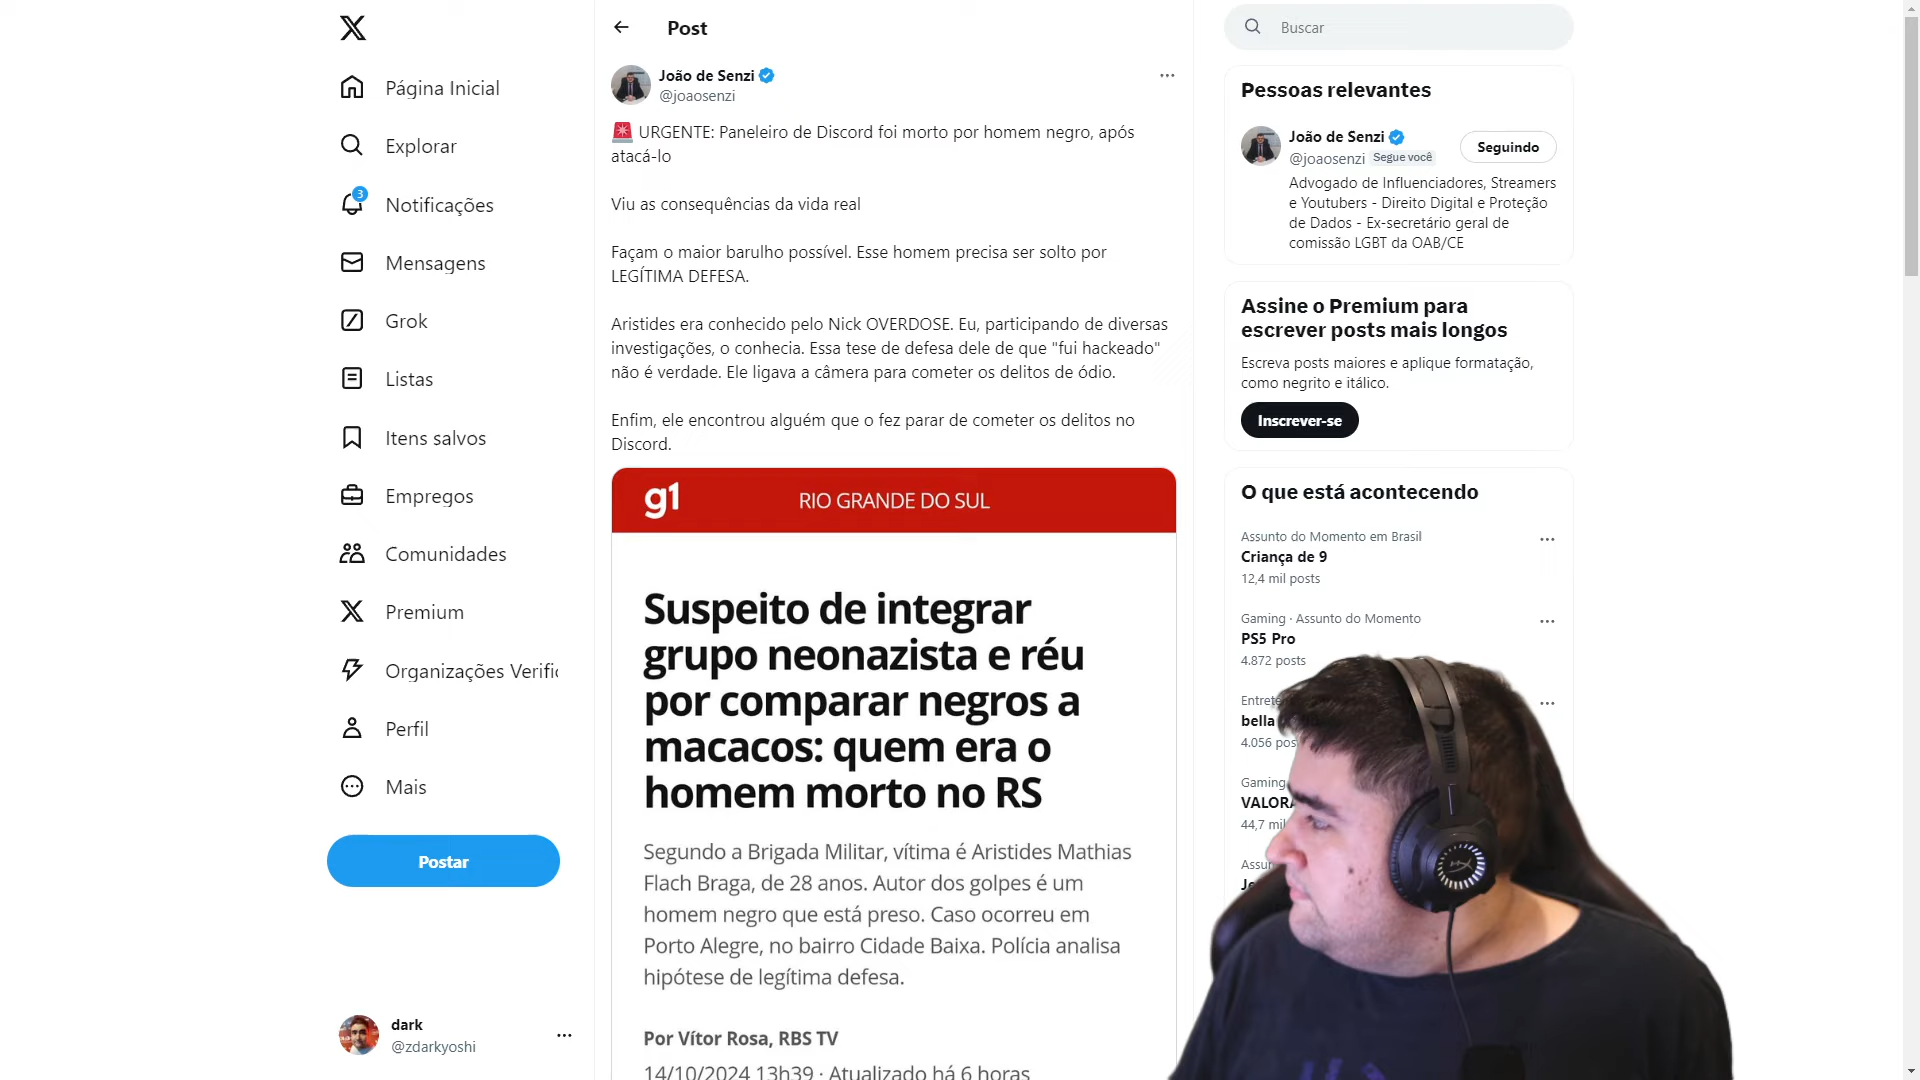 Página Inicial
Explorar
3
Notificações
Mensagens
Grok
Listas
Itens salvos
Empregos
Comunidades
Premium
Organizações Verific
Perfil
Mais
Postar
dark
@zdarkyoshi
Post
João de Senzi
@joaosenzi
🚨 URGENTE: Paneleiro de Discord foi morto por homem negro, após
atacá-lo
Viu as consequências da vida real
Façam o maior barulho possível. Esse homem precisa ser solto por
LEGÍTIMA DEFESA.
Aristides era conhecido pelo Nick OVERDOSE. Eu, participando de diversas
investigações, o conhecia. Essa tese de defesa dele de que "fui hackeado"
não é verdade. Ele ligava a câmera para cometer os delitos de ódio.
Enfim, ele encontrou alguém que o fez parar de cometer os delitos no
Discord.
g1
RIO GRANDE DO SUL
Suspeito de integrar
grupo neonazista e réu
por comparar negros a
macacos: quem era o
homem morto no RS
Segundo a Brigada Militar, vítima é Aristides Mathias
Flach Braga, de 28 anos. Autor dos golpes é um
homem negro que está preso. Caso ocorreu em
Porto Alegre, no bairro Cidade Baixa. Polícia analisa
hipótese de legítima defesa.
Por Vítor Rosa, RBS TV
14/10/2024 13h39 · Atualizado há 6 horas
Buscar
Pessoas relevantes
João de Senzi
@joaosenzi Segue você
Seguindo
Advogado de Influenciadores, Streamers
e Youtubers - Direito Digital e Proteção
de Dados - Ex-secretário geral de
comissão LGBT da OAB/CE
Assine o Premium para
escrever posts mais longos
Escreva posts maiores e aplique formatação,
como negrito e itálico.
Inscrever-se
O que está acontecendo
Assunto do Momento em Brasil
Criança de 9
12,4 mil posts
Gaming · Assunto do Momento
PS5 Pro
4.872 posts
bella
4.056
Gaming
44,7 mil